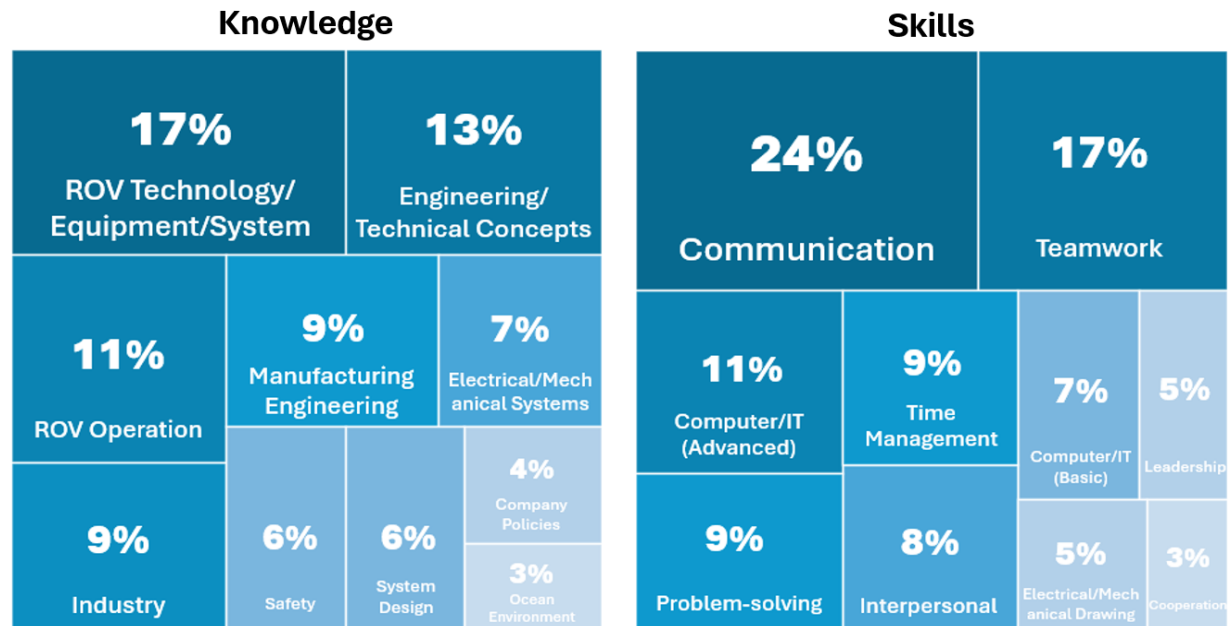 Knowledge
17%
ROV Technology/
Equipment/System
13%
Engineering/
Technical Concepts
11%
ROV Operation
9%
Manufacturing
Engineering
7%
Electrical/Mech
anical Systems
9%
Industry
6%
Safety
6%
System
Design
4%
Company
Policies
3%
Ocean
Environment
Skills
24%
Communication
17%
Teamwork
11%
Computer/IT
(Advanced)
9%
Time
Management
7%
Computer/IT
(Basic)
5%
Leadership
9%
Problem-solving
8%
Interpersonal
5%
Electrical/Mech
anical Drawing
3%
Cooperation